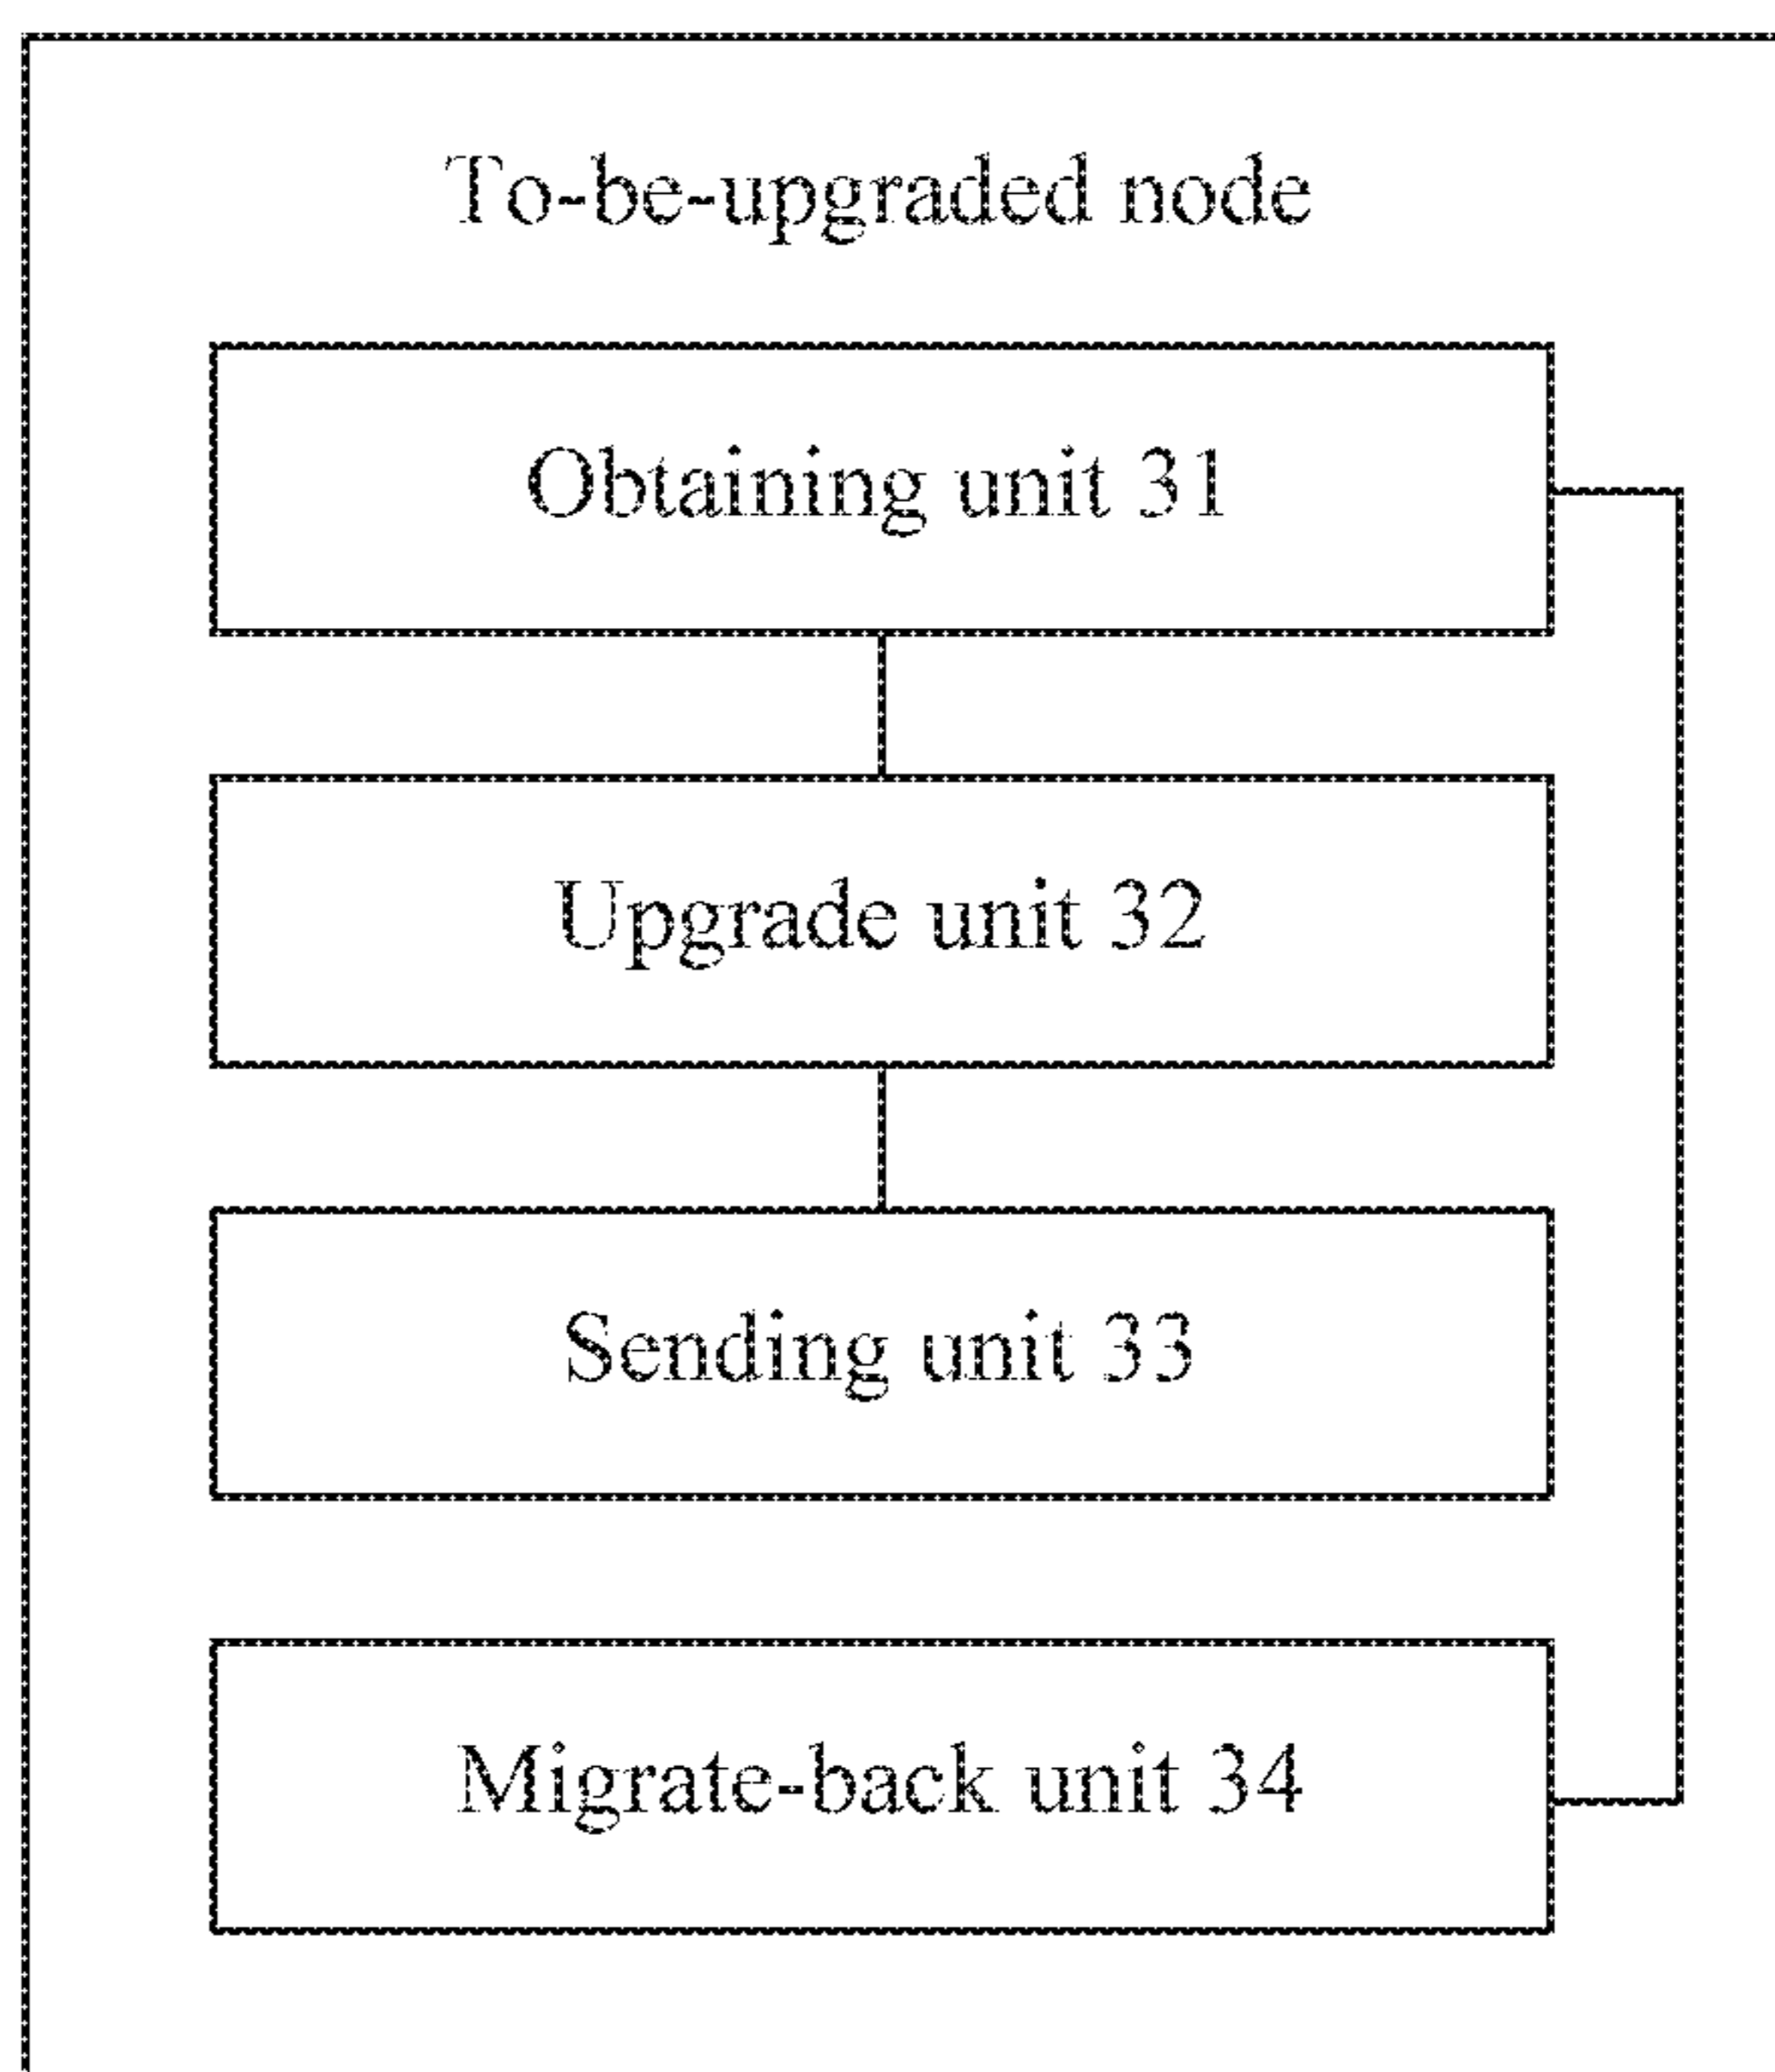 To-be-upgraded node
Obtaining unit 31
Upgrade unit 32
Sending unit 33
Migrate-back unit 34